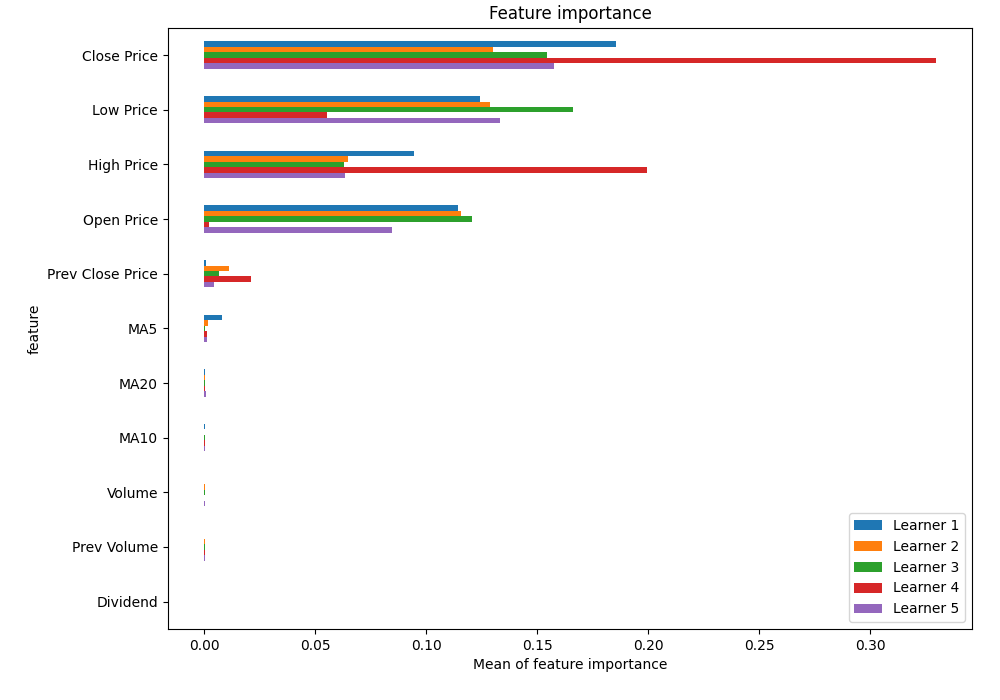 Feature importance
Close Price
Low Price
High Price
Open Price
Prev Close Price
MA5
MA20
MA10
Volume
Prev Volume
Dividend
feature
Learner 1
Learner 2
Learner 3
Learner 4
Learner 5
0.00 0.05 0.10 0.15 0.20 0.25 0.30
Mean of feature importance